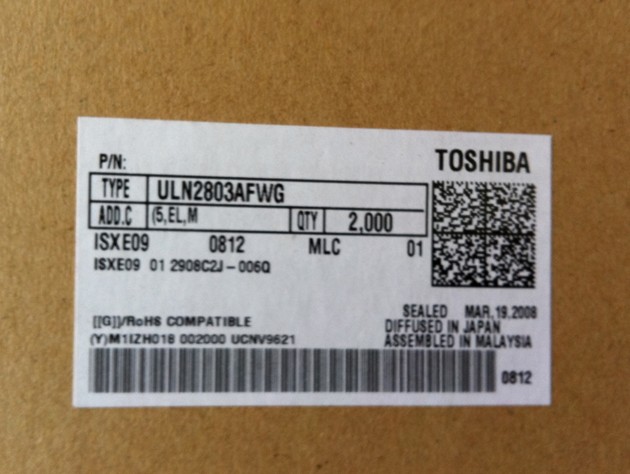 P/N:
TOSHIBA
TYPE ULN2803AFWG
ADD.C (5,EL,M QTY 2,000
ISXE09 0812 MLC 01
ISXE09 01 2908C2J-006Q
SEALED MAR,19.2008
[[G]]/RoHS COMPATIBLE DIFFUSED IN JAPAN
(Y)M1IZH018 002000 UCNV9621 ASSEMBLED IN MALAYSIA
0812